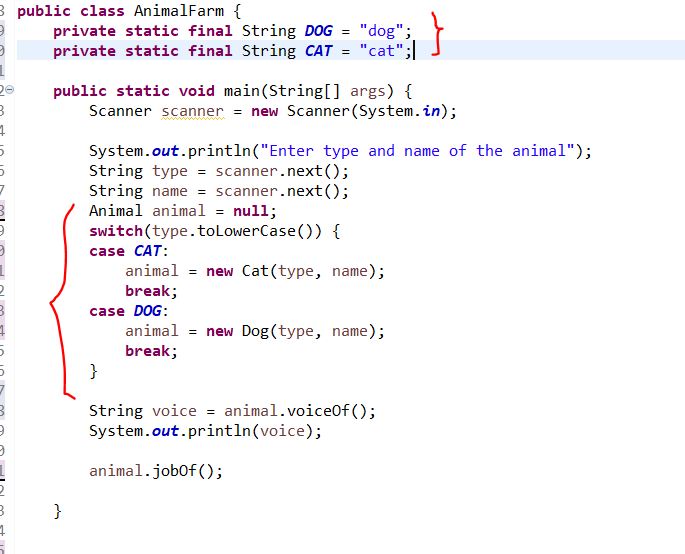 public class AnimalFarm {
private static final String DOG = "dog";
private static final String CAT = "cat";
public static void main(String[] args) {
Scanner scanner = new Scanner(System.in);
System.out.println("Enter type and name of the animal");
String type = scanner.next();
String name = scanner.next();
Animal animal = null;
switch(type.toLowerCase()) {
case CAT:
animal = new Cat(type, name);
break;
case DOG:
animal = new Dog(type, name);
break;
}
String voice = animal.voiceOf();
System.out.println(voice);
animal.jobOf();
}